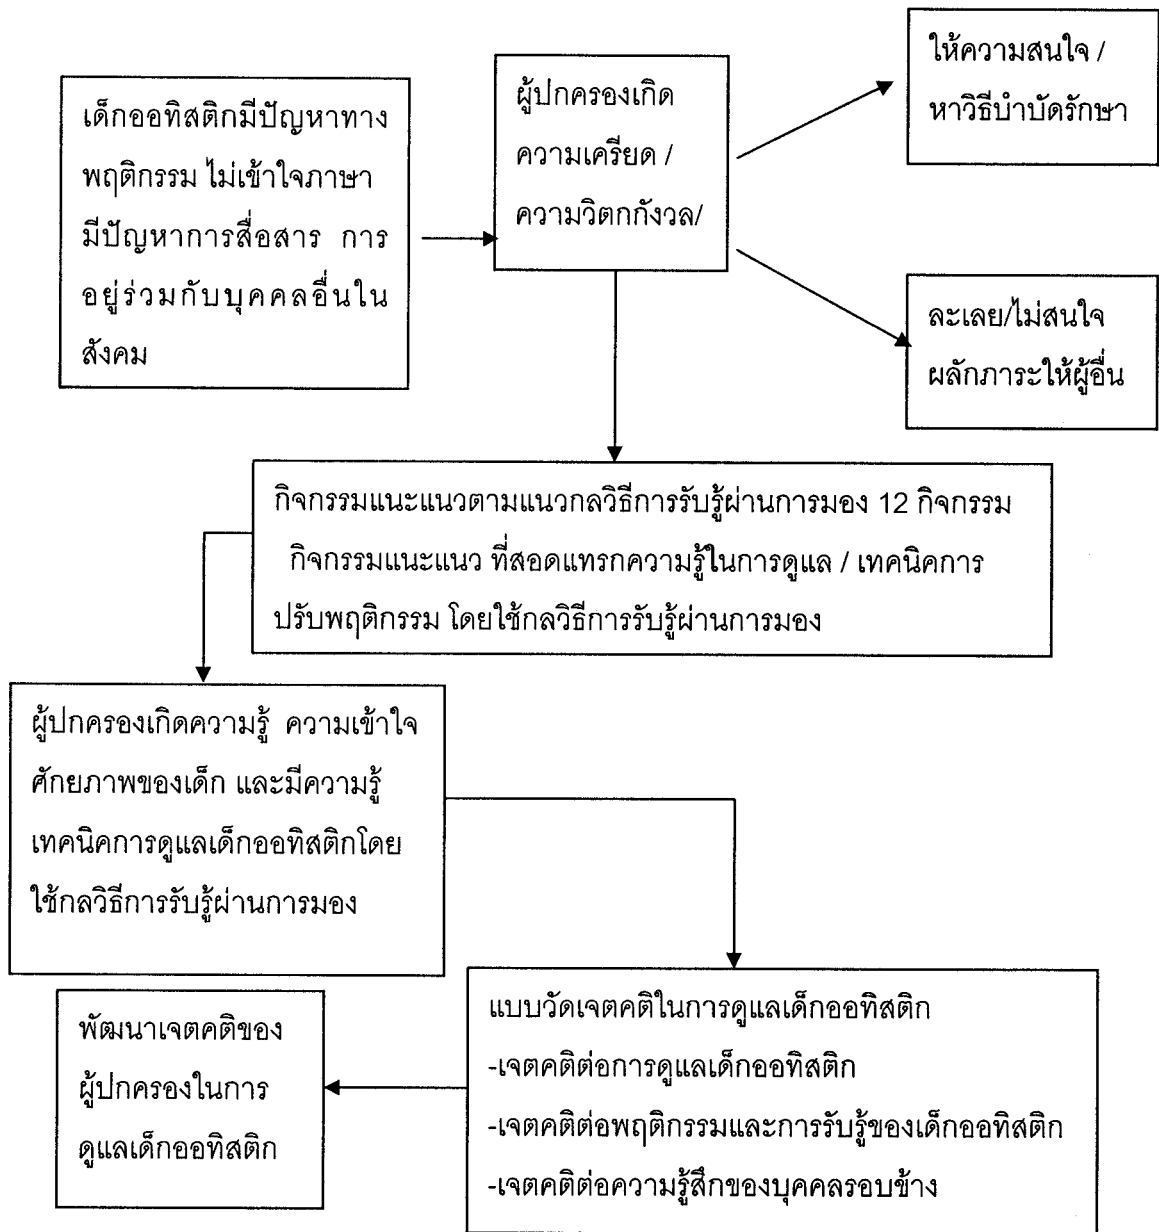 เด็กออทิสติกมีปัญหาทาง
พฤติกรรม ไม่เข้าใจภาษา
มีปัญหาการสื่อสาร การ
อยู่ร่วมกับบุคคลอื่นใน
สังคม
ผู้ปกครองเกิด
ความเครียด /
ความวิตกกังวล/
ให้ความสนใจ /
หาวิธีบำบัดรักษา
ละเลย/ไม่สนใจ
ผลักภาระให้ผู้อื่น
กิจกรรมแนะแนวตามแนวกลวิธีการรับรู้ผ่านการมอง 12 กิจกรรม
กิจกรรมแนะแนว ที่สอดแทรกความรู้ในการดูแล / เทคนิคการ
ปรับพฤติกรรม โดยใช้กลวิธีการรับรู้ผ่านการมอง
ผู้ปกครองเกิดความรู้ ความเข้าใจ
ศักยภาพของเด็ก และมีความรู้
เทคนิคการดูแลเด็กออทิสติกโดย
ใช้กลวิธีการรับรู้ผ่านการมอง
แบบวัดเจตคติในการดูแลเด็กออทิสติก
-เจตคติต่อการดูแลเด็กออทิสติก
-เจตคติต่อพฤติกรรมและการรับรู้ของเด็กออทิสติก
-เจตคติต่อความรู้สึกของบุคคลรอบข้าง
พัฒนาเจตคติของ
ผู้ปกครองในการ
ดูแลเด็กออทิสติก